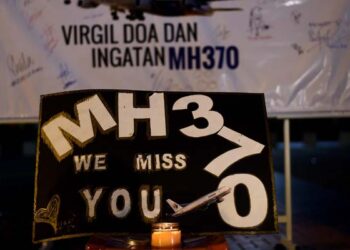 VIRGIL DOA DAN
INGATAN MH370
MH370
WE MISS
YOU